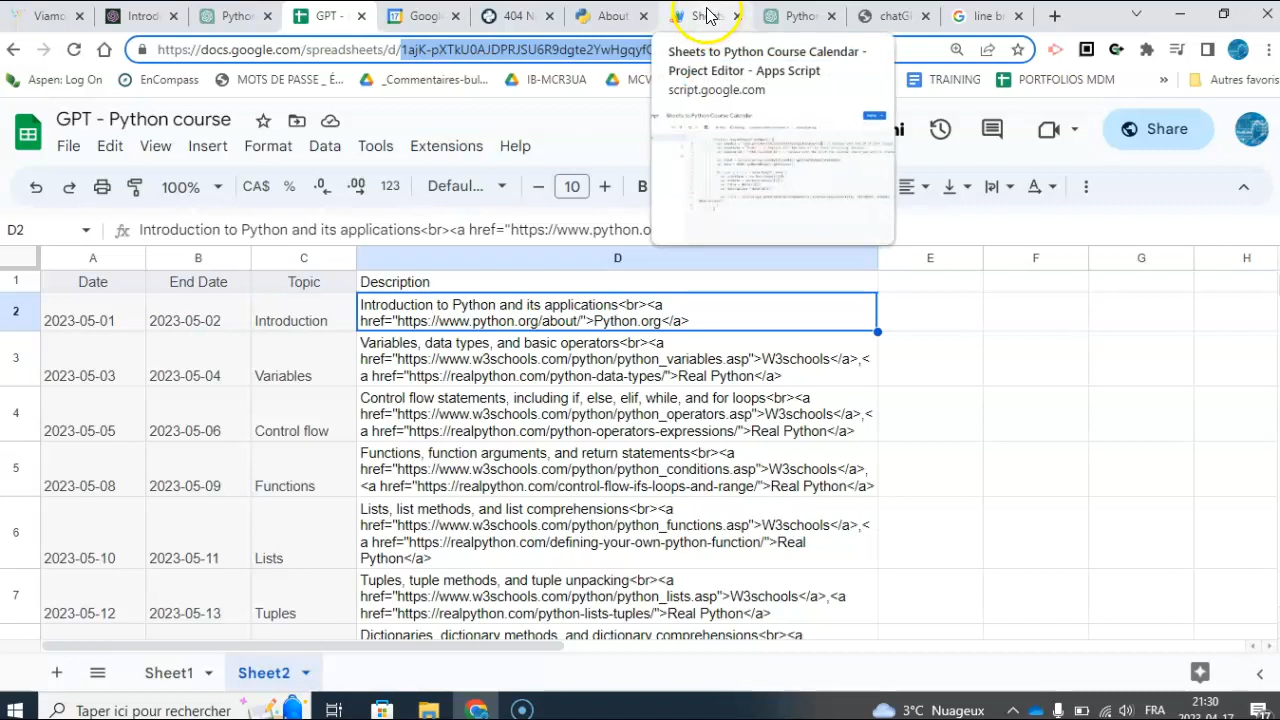 Viamo
Introd
Python
GPT -
Googl
404 N
About
She
Python
chatGi
line br
https://docs.google.com/spreadsheets/d/1ajK-pXTkU0AJDPRJSU6R9dgte2YwHgqyfC
Sheets to Python Course Calendar -
Project Editor - Apps Script
script.google.com
Aspen: Log On
MOTS DE PASSE _É...
_Commentaires-bul...
IB-MCR3UA
MCV
TRAINING
PORTFOLIOS MDM
»
Autres favoris
GPT - Python course
Share
Edit View Insert Format Data Tools Extensions Help
100%
CAS % .0 .00 123 Defaul... − 10 + B
D2
Introduction to Python and its applications<br><a href="https://www.python.o
A B C D E F G H
1 Date End Date Topic Description
2 2023-05-01 2023-05-02 Introduction Introduction to Python and its applications<br><a
href="https://www.python.org/about/">Python.org</a>
3 2023-05-03 2023-05-04 Variables Variables, data types, and basic operators<br><a
href="https://www.w3schools.com/python/python_variables.asp">W3schools</a>,<
a href="https://realpython.com/python-data-types/">Real Python</a>
4 2023-05-05 2023-05-06 Control flow Control flow statements, including if, else, elif, while, and for loops<br><a
href="https://www.w3schools.com/python/python_operators.asp">W3schools</a>,<
a href="https://realpython.com/python-operators-expressions/">Real Python</a>
5 2023-05-08 2023-05-09 Functions Functions, function arguments, and return statements<br><a
href="https://www.w3schools.com/python/python_conditions.asp">W3schools</a>,
<a href="https://realpython.com/control-flow-ifs-loops-and-range/">Real Python</a>
6 2023-05-10 2023-05-11 Lists Lists, list methods, and list comprehensions<br><a
href="https://www.w3schools.com/python/python_functions.asp">W3schools</a>,<
a href="https://realpython.com/defining-your-own-python-function/">Real
Python</a>
7 2023-05-12 2023-05-13 Tuples Tuples, tuple methods, and tuple unpacking<br><a
href="https://www.w3schools.com/python/python_lists.asp">W3schools</a>,<a
href="https://realpython.com/python-lists-tuples/">Real Python</a>
Dictionaries, dictionary methods, and dictionary comprehensions<br><a
Sheet1
Sheet2
Taper ici pour rechercher
3°C Nuageux
FRA
21:30
2023-04-17